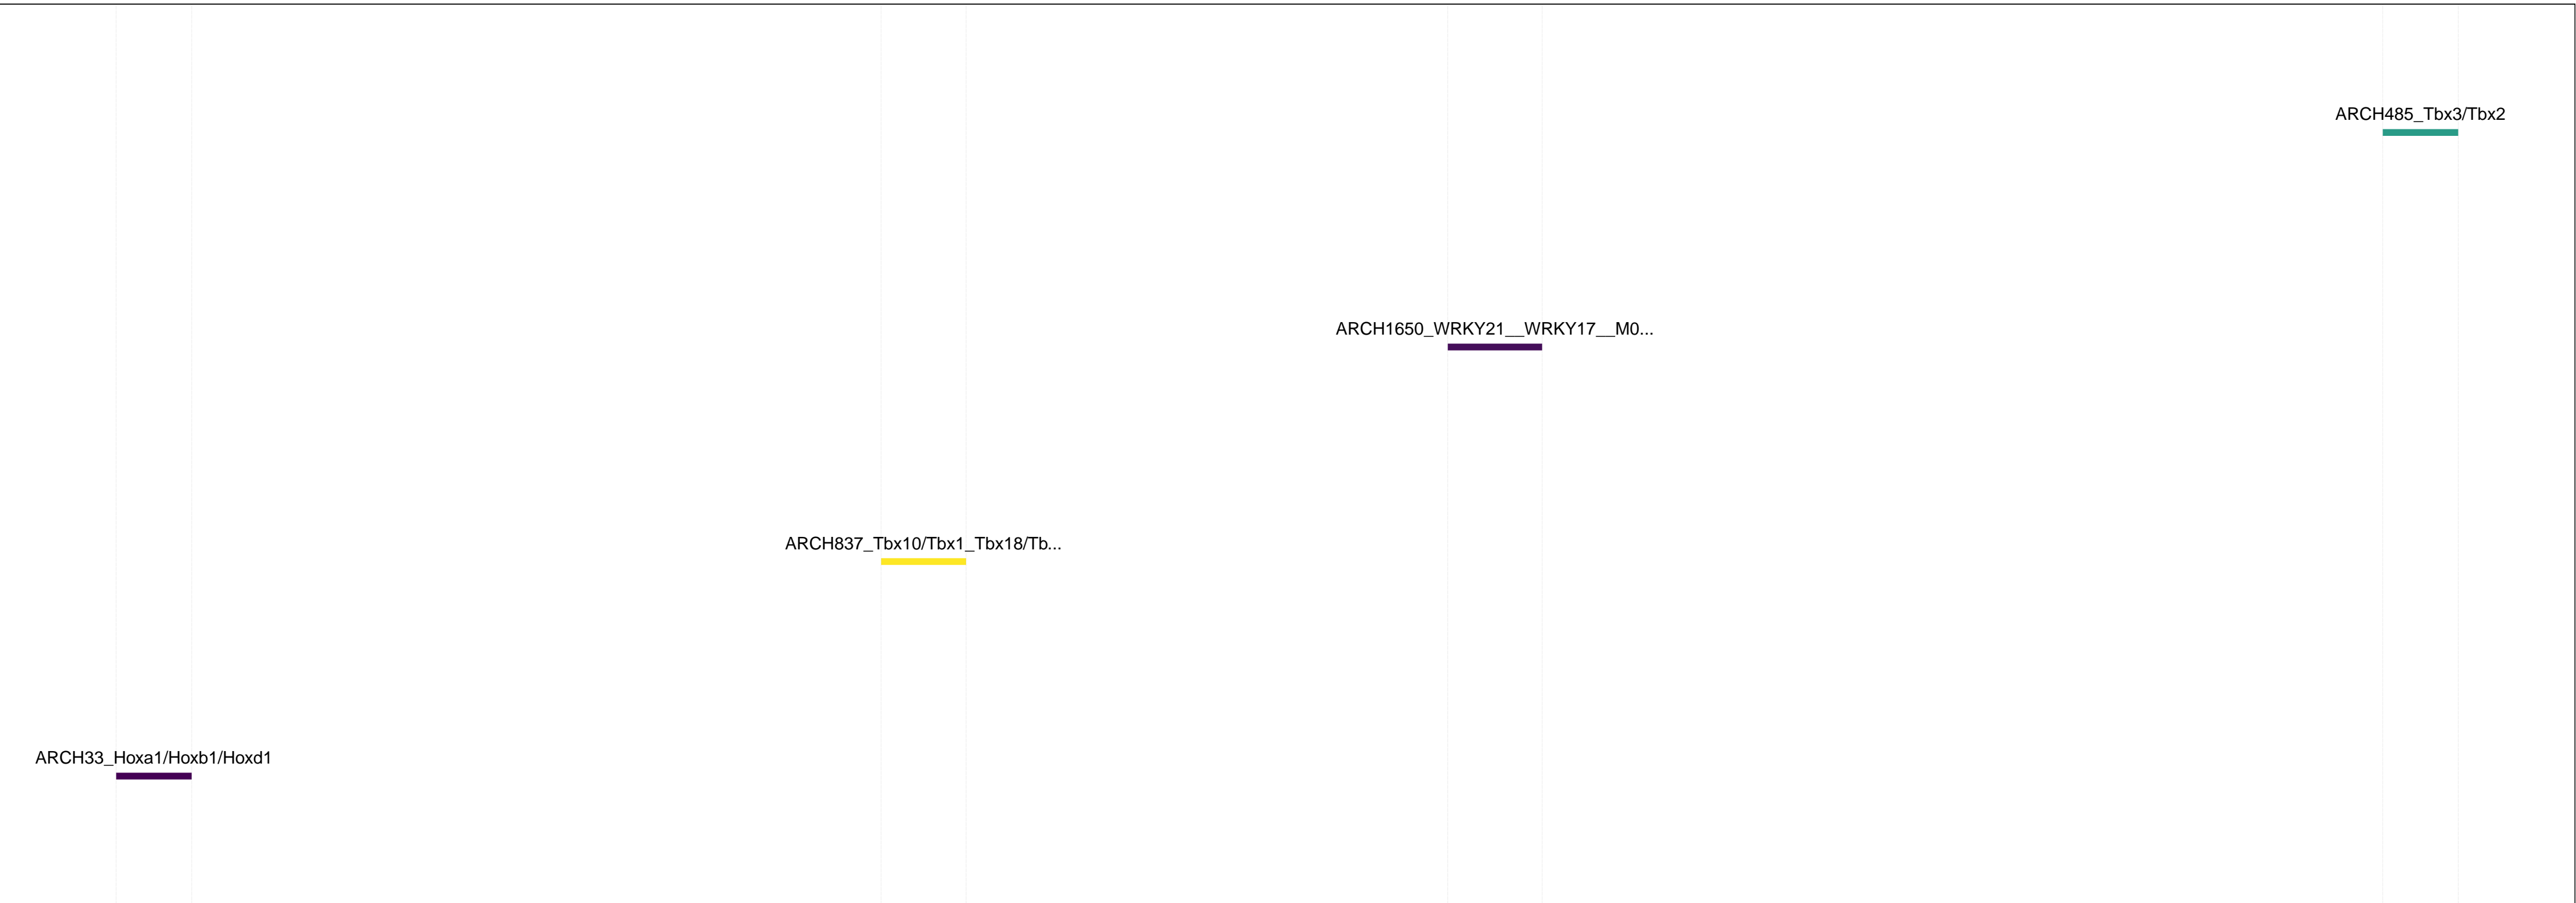 ARCH485_Tbx3/Tbx2
ARCH1650_WRKY21__WRKY17__M0...
ARCH837_Tbx10/Tbx1_Tbx18/Tb...
ARCH33_Hoxa1/Hoxb1/Hoxd1